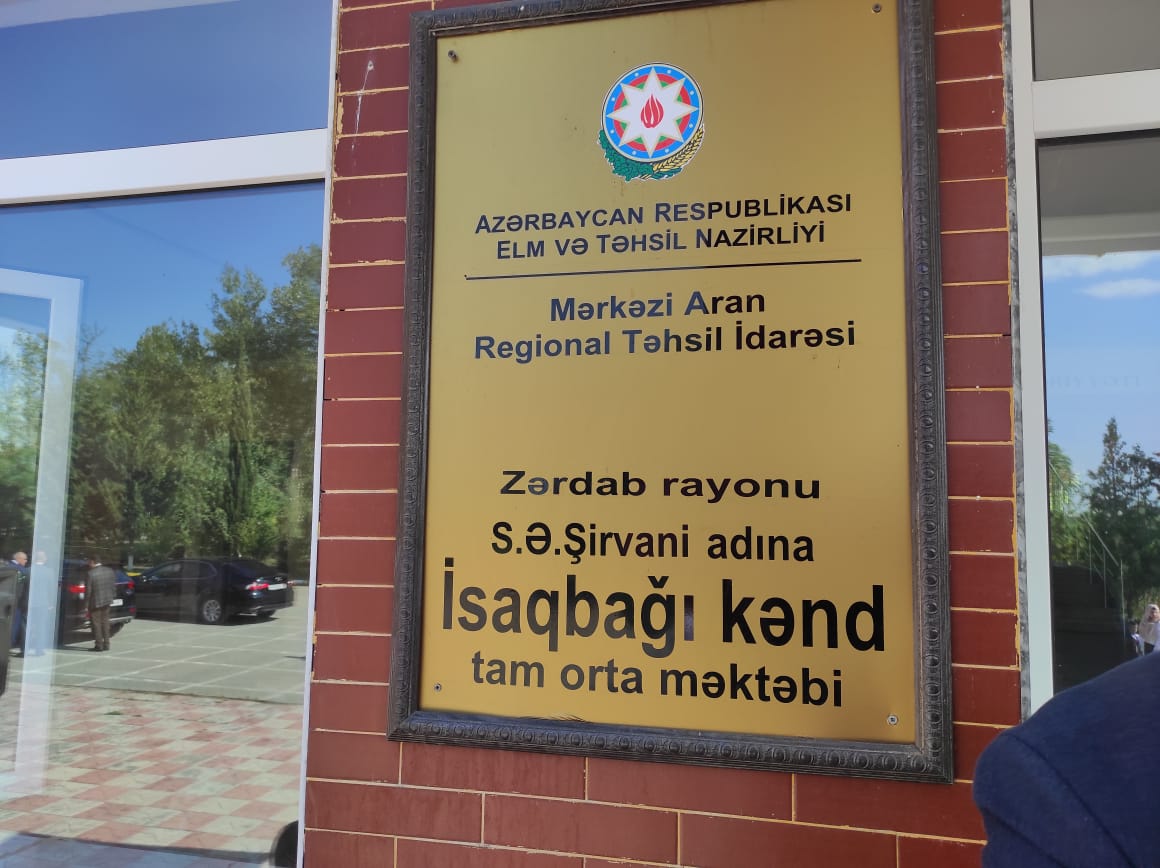 AZƏRBAYCAN RESPUBLİKASI
ELM VƏ TƏHSİL NAZİRLİYİ
Mərkəzi Aran
Regional Təhsil İdarəsi
Zərdab rayonu
S.Ə.Şirvani adına
İsaqbağı kənd
tam orta məktəbi